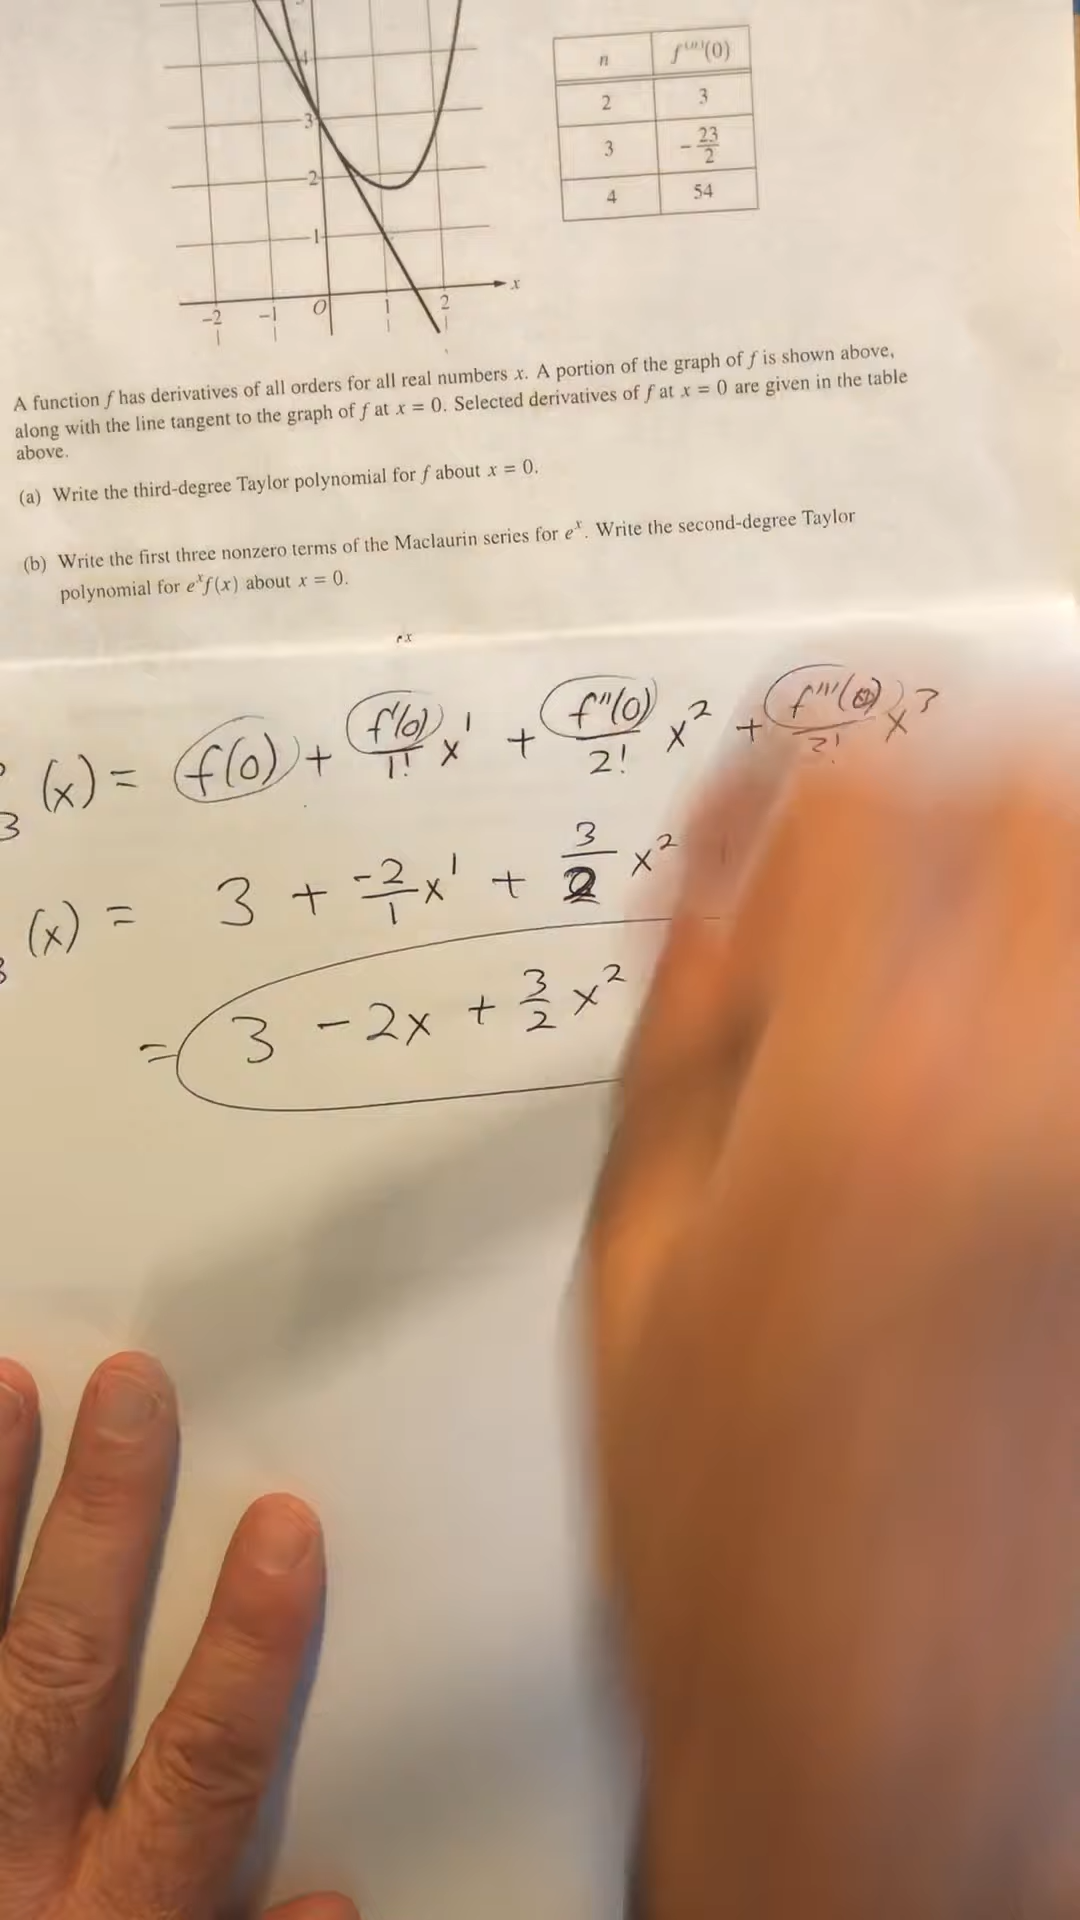 4
3
2
1
-2 -1 O 1 2 x
n f⁽ⁿ⁾(0)
2 3
3 -23/2
4 54
A function f has derivatives of all orders for all real numbers x. A portion of the graph of f is shown above,
along with the line tangent to the graph of f at x = 0. Selected derivatives of f at x = 0 are given in the table
above.
(a) Write the third-degree Taylor polynomial for f about x = 0.
(b) Write the first three nonzero terms of the Maclaurin series for eˣ. Write the second-degree Taylor
polynomial for eˣf(x) about x = 0.
3 (x) = f(0) + f'(0)/1! x¹ + f''(0)/2! x² + f'''(0)/3! x³
3 (x) = 3 + -2/1 x¹ + 3/2 x²
= 3 - 2x + 3/2 x²